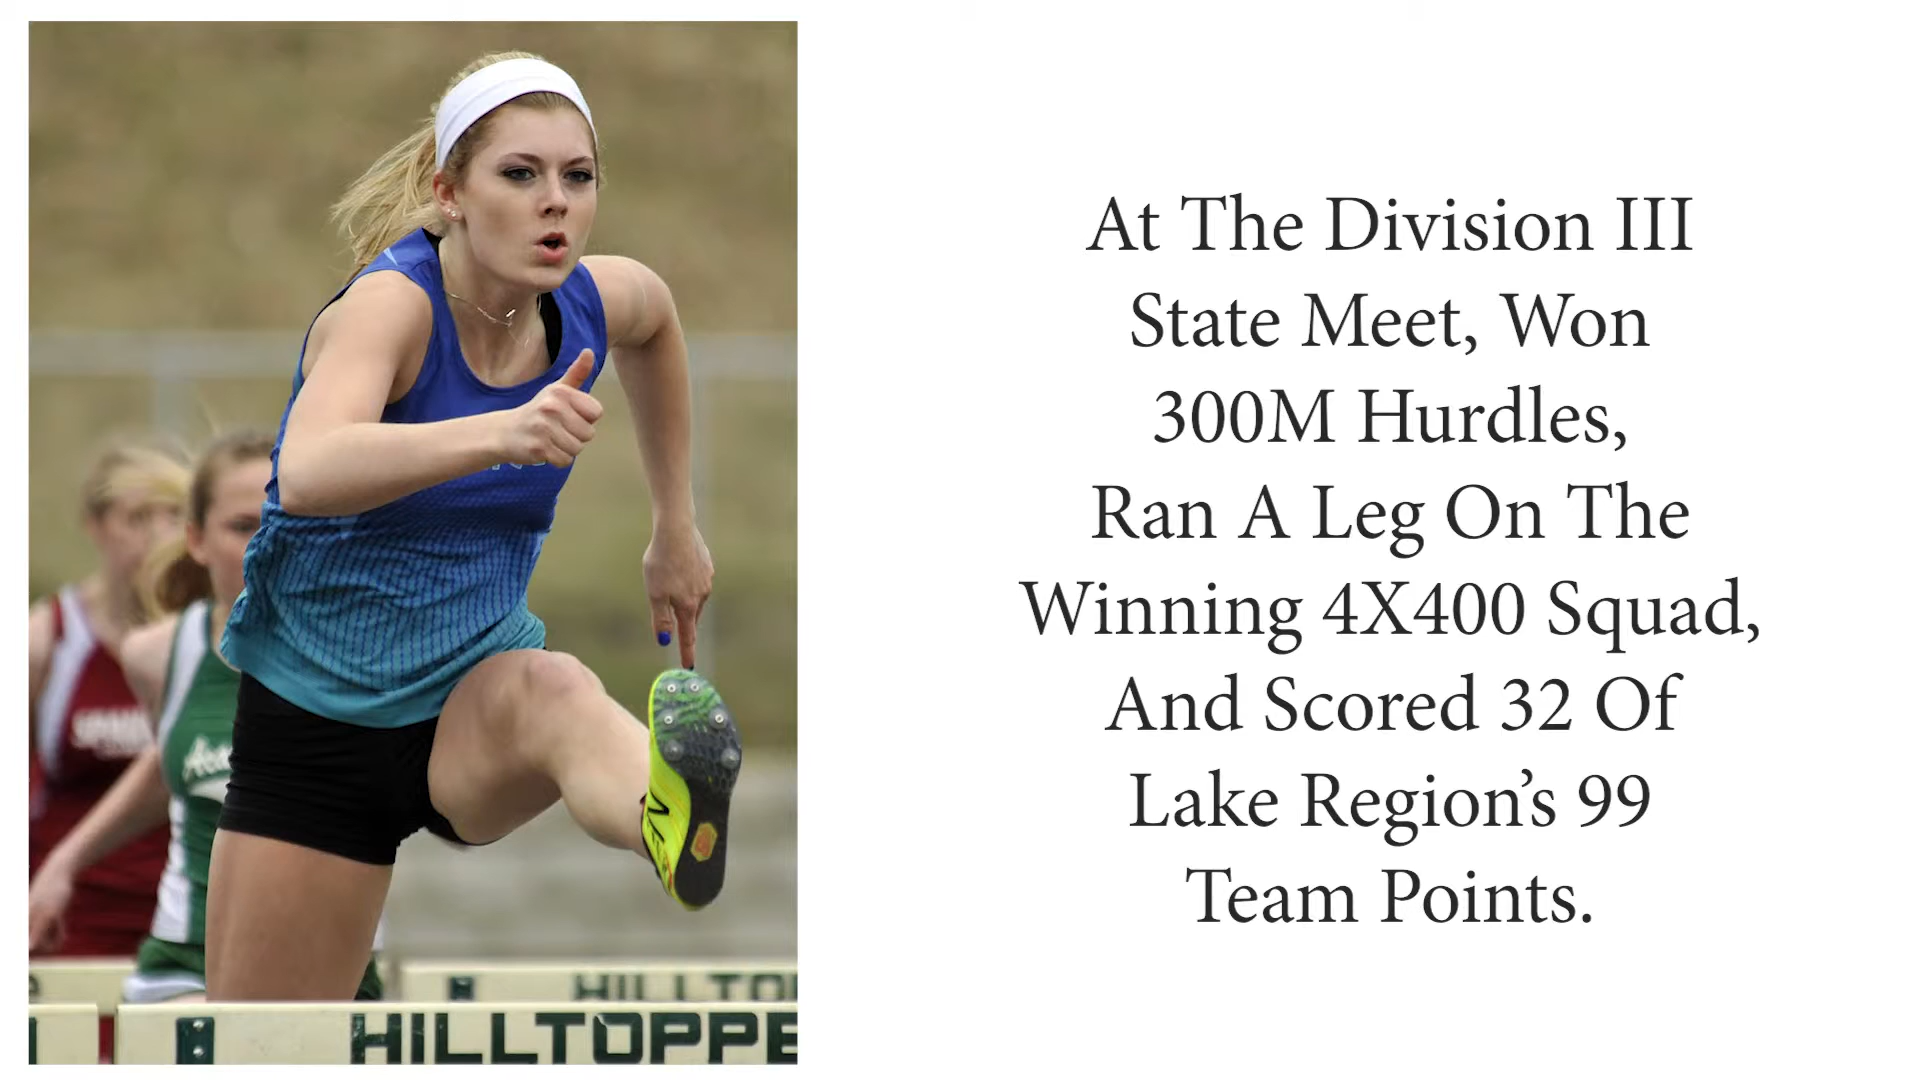 At The Division III
State Meet, Won
300M Hurdles,
Ran A Leg On The
Winning 4X400 Squad,
And Scored 32 Of
Lake Region’s 99
Team Points.
HILLTO
HILLTOPPE